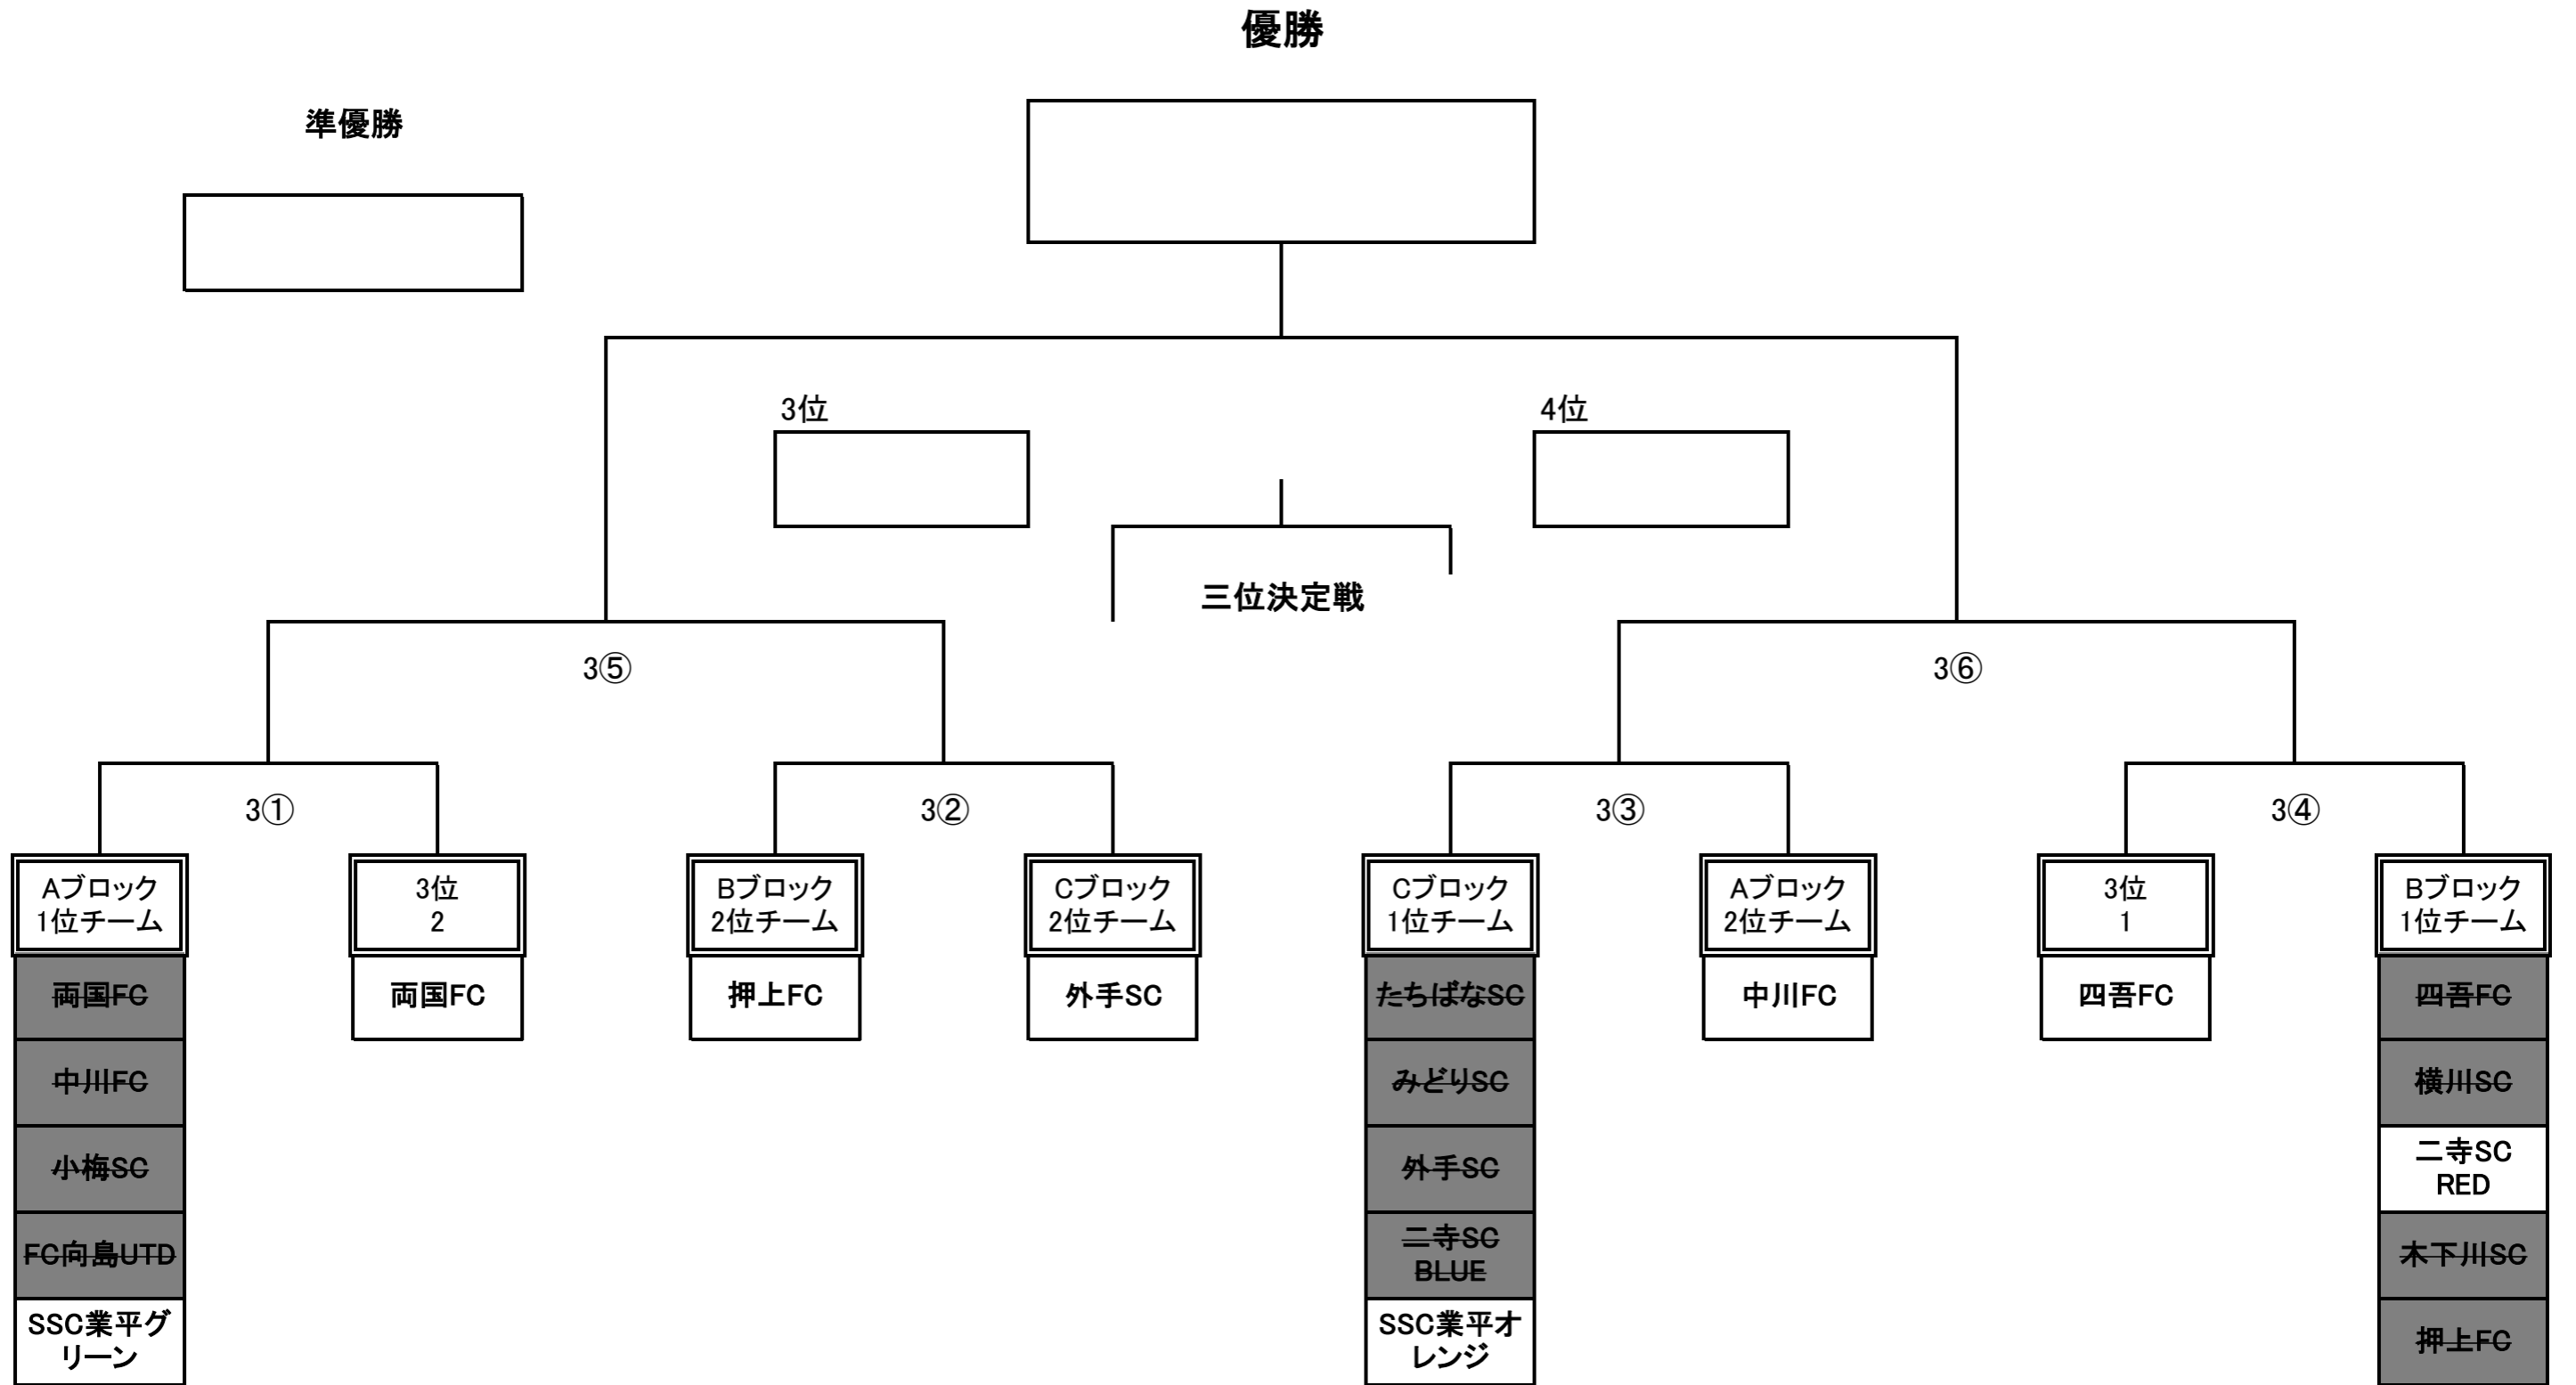 優勝
準優勝
3位
4位
三位決定戦
3⑤
3⑥
3①
3②
3③
3④
Aブロック
1位チーム
3位
2
Bブロック
2位チーム
Cブロック
2位チーム
Cブロック
1位チーム
Aブロック
2位チーム
3位
1
Bブロック
1位チーム
両国FC
両国FC
押上FC
外手SC
たちばなSC
中川FC
四吾FC
四吾FC
中川FC
みどりSC
横川SC
小梅SC
外手SC
二寺SC
RED
FC向島UTD
二寺SC
BLUE
木下川SC
SSC業平グ
リーン
SSC業平オ
レンジ
押上FC